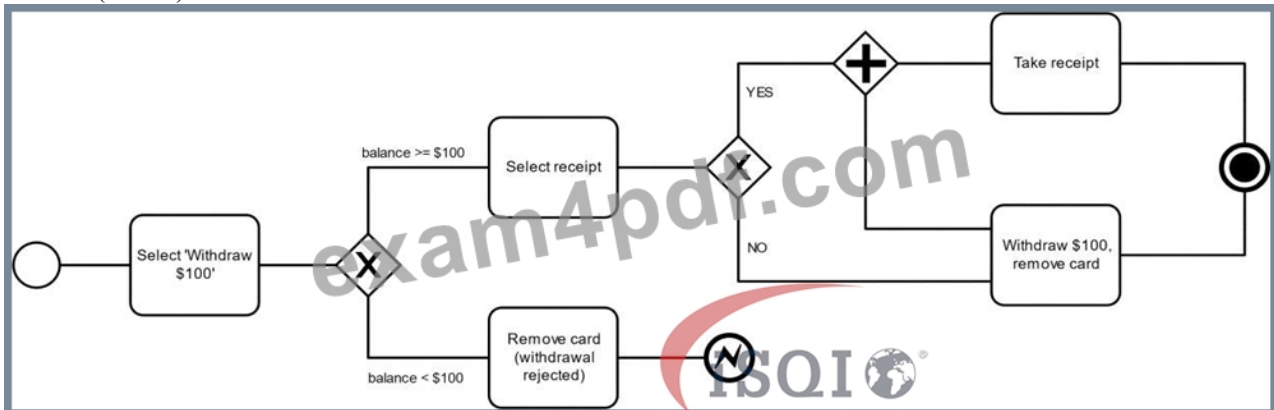 Take receipt
YES
balance >= $100
Select receipt
X
exam4pdf.com
Select 'Withdraw
$100'
X
NO
Withdraw $100,
remove card
Remove card
(withdrawal
rejected)
balance < $100
iSQI®